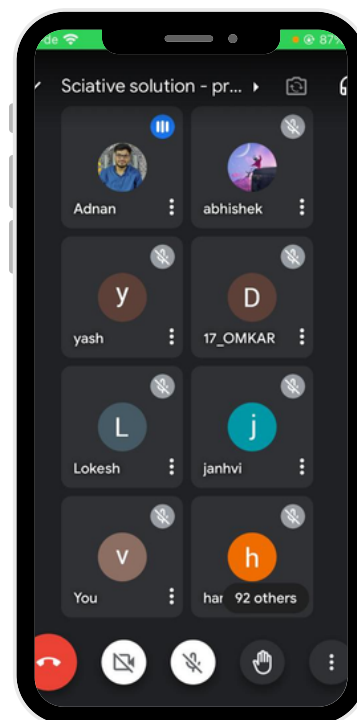 de 87%
Sciative solution - pr...
Adnan
abhishek
y
D
yash
17_OMKAR
L
j
Lokesh
janhvi
v
h
You
har 92 others